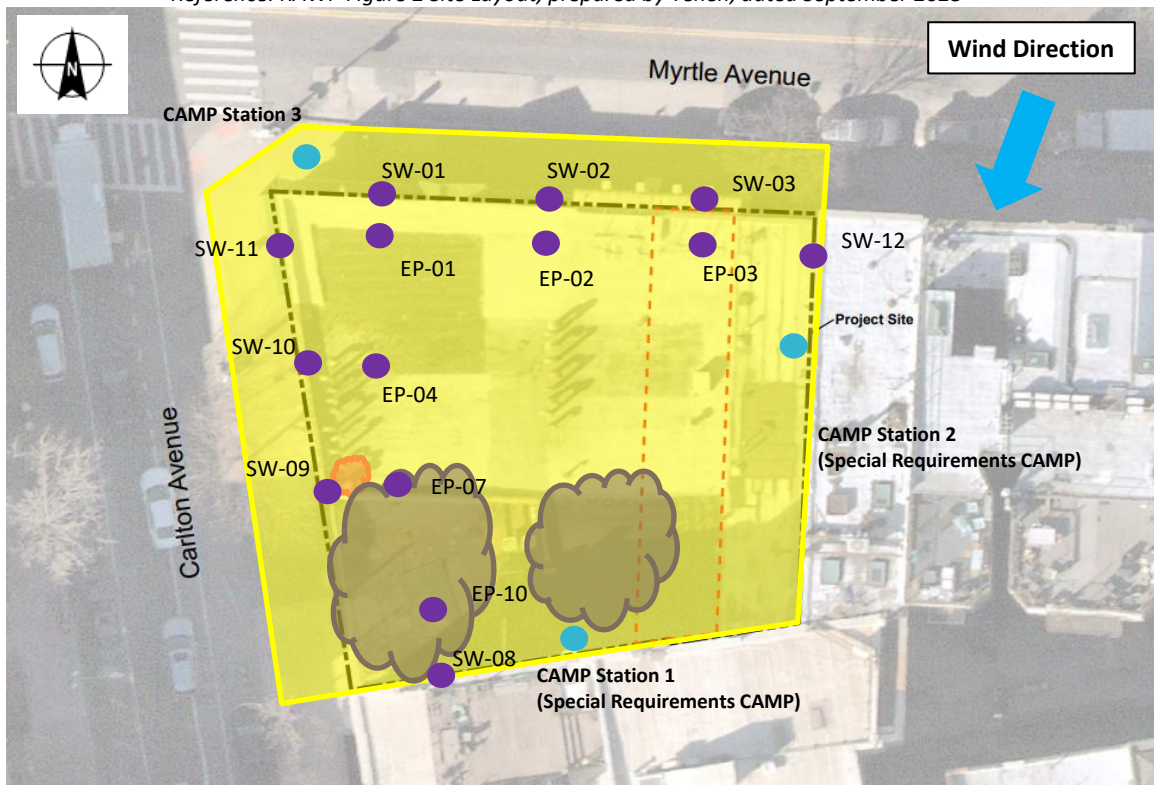 N
Wind Direction
Myrtle Avenue
CAMP Station 3
SW-01
SW-02
SW-03
SW-11
EP-01
EP-02
EP-03
SW-12
Project Site
SW-10
EP-04
Carlton Avenue
CAMP Station 2
(Special Requirements CAMP)
SW-09
EP-07
EP-10
SW-08
CAMP Station 1
(Special Requirements CAMP)